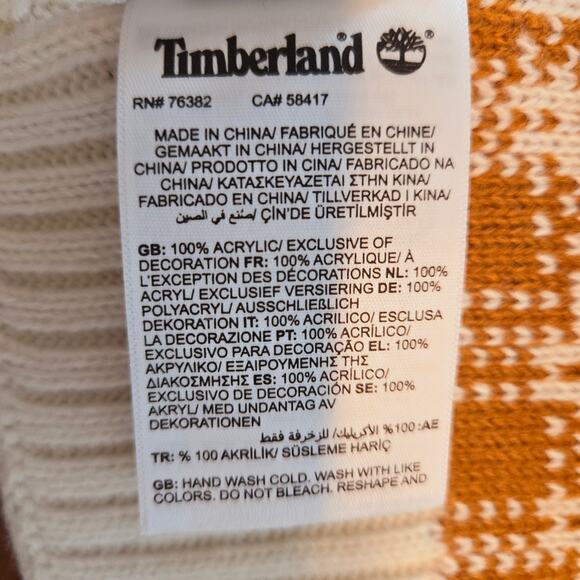 Timberland®
RN# 76382 CA# 58417
MADE IN CHINA/ FABRIQUÉ EN CHINE/
GEMAAKT IN CHINA/ HERGESTELLT IN
CHINA/ PRODOTTO IN CINA/ FABRICADO NA
CHINA/ ΚΑΤΑΣΚΕΥΑΖΕΤΑΙ ΣΤΗΝ ΚΙΝΑ/
FABRICADO EN CHINA/ TILLVERKAD I KINA/
صنع في الصين/ ÇİN'DE ÜRETİLMİŞTİR
GB: 100% ACRYLIC/ EXCLUSIVE OF
DECORATION FR: 100% ACRYLIQUE/ À
L'EXCEPTION DES DÉCORATIONS NL: 100%
ACRYL/ EXCLUSIEF VERSIERING DE: 100%
POLYACRYL/ AUSSCHLIEßLICH
DEKORATION IT: 100% ACRILICO/ ESCLUSA
LA DECORAZIONE PT: 100% ACRÍLICO/
EXCLUSIVO PARA DECORAÇÃO EL: 100%
ΑΚΡΥΛΙΚΟ/ ΕΞΑΙΡΟΥΜΕΝΗΣ ΤΗΣ
ΔΙΑΚΟΣΜΗΣΗΣ ES: 100% ACRÍLICO/
EXCLUSIVO DE DECORACIÓN SE: 100%
AKRYL/ MED UNDANTAG AV
DEKORATIONEN
AE: 100% الأكريليك/ للزخرفة فقط
TR: % 100 AKRİLİK/ SÜSLEME HARİÇ
GB: HAND WASH COLD. WASH WITH LIKE
COLORS. DO NOT BLEACH. RESHAPE AND